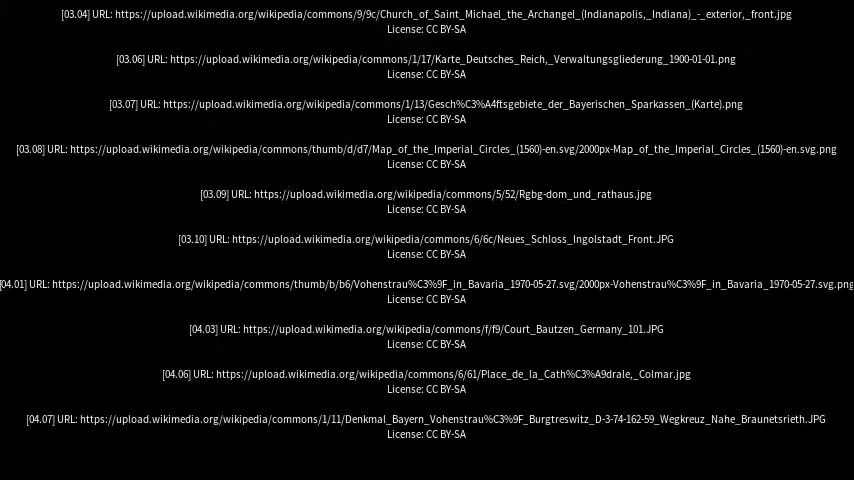 [03.04] URL: https://upload.wikimedia.org/wikipedia/commons/9/9c/Church_of_Saint_Michael_the_Archangel_(Indianapolis,_Indiana)_-_exterior,_front.jpg
License: CC BY-SA
[03.06] URL: https://upload.wikimedia.org/wikipedia/commons/1/17/Karte_Deutsches_Reich,_Verwaltungsgliederung_1900-01-01.png
License: CC BY-SA
[03.07] URL: https://upload.wikimedia.org/wikipedia/commons/1/13/Gesch%C3%A4ftsgebiete_der_Bayerischen_Sparkassen_(Karte).png
License: CC BY-SA
[03.08] URL: https://upload.wikimedia.org/wikipedia/commons/thumb/d/d7/Map_of_the_Imperial_Circles_(1560)-en.svg/2000px-Map_of_the_Imperial_Circles_(1560)-en.svg.png
License: CC BY-SA
[03.09] URL: https://upload.wikimedia.org/wikipedia/commons/5/52/Rgbg-dom_und_rathaus.jpg
License: CC BY-SA
[03.10] URL: https://upload.wikimedia.org/wikipedia/commons/6/6c/Neues_Schloss_Ingolstadt_Front.JPG
License: CC BY-SA
[04.01] URL: https://upload.wikimedia.org/wikipedia/commons/thumb/b/b6/Vohenstrau%C3%9F_in_Bavaria_1970-05-27.svg/2000px-Vohenstrau%C3%9F_in_Bavaria_1970-05-27.svg.png
License: CC BY-SA
[04.03] URL: https://upload.wikimedia.org/wikipedia/commons/f/f9/Court_Bautzen_Germany_101.JPG
License: CC BY-SA
[04.06] URL: https://upload.wikimedia.org/wikipedia/commons/6/61/Place_de_la_Cath%C3%A9drale,_Colmar.jpg
License: CC BY-SA
[04.07] URL: https://upload.wikimedia.org/wikipedia/commons/1/11/Denkmal_Bayern_Vohenstrau%C3%9F_Burgtreswitz_D-3-74-162-59_Wegkreuz_Nahe_Braunetsrieth.JPG
License: CC BY-SA